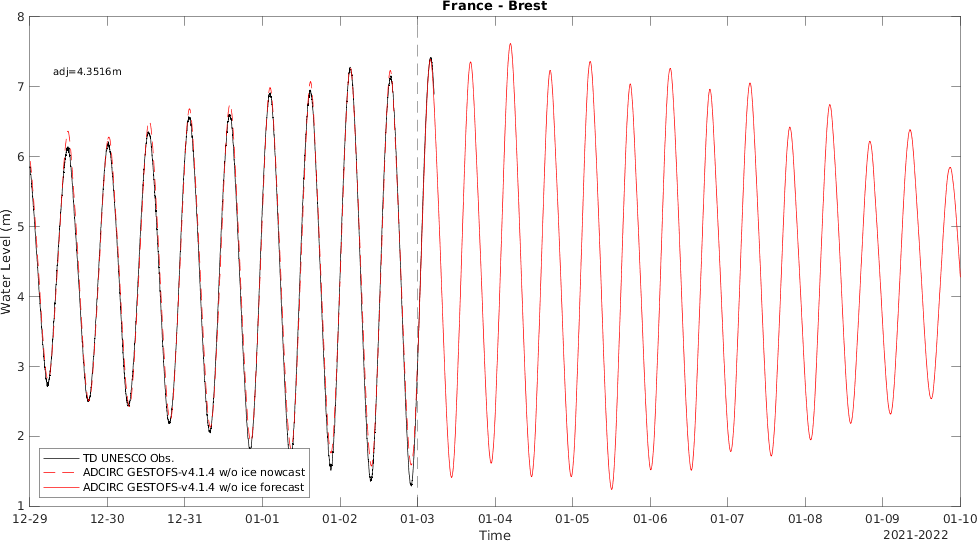 France - Brest
8
7
6
5
4
3
2
1
Water Level (m)
adj=4.3516m
TD UNESCO Obs.
ADCIRC GESTOFS-v4.1.4 w/o ice nowcast
ADCIRC GESTOFS-v4.1.4 w/o ice forecast
12-29 12-30 12-31 01-01 01-02 01-03 01-04 01-05 01-06 01-07 01-08 01-09 01-10
Time
2021-2022